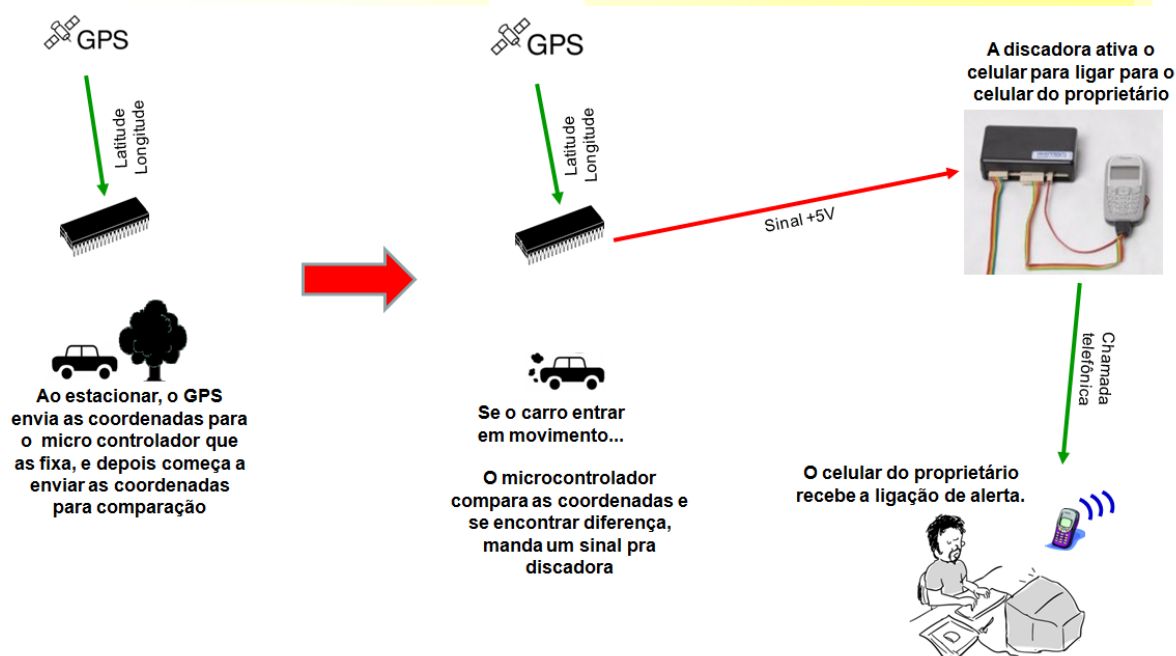 GPS
Latitude
Longitude
Ao estacionar, o GPS
envia as coordenadas para
o micro controlador que
as fixa, e depois começa a
enviar as coordenadas
para comparação
GPS
Latitude
Longitude
Sinal +5V
Se o carro entrar
em movimento...
O microcontrolador
compara as coordenadas e
se encontrar diferença,
manda um sinal pra
discadora
A discadora ativa o
celular para ligar para o
celular do proprietário
Chamada
telefônica
O celular do proprietário
recebe a ligação de alerta.